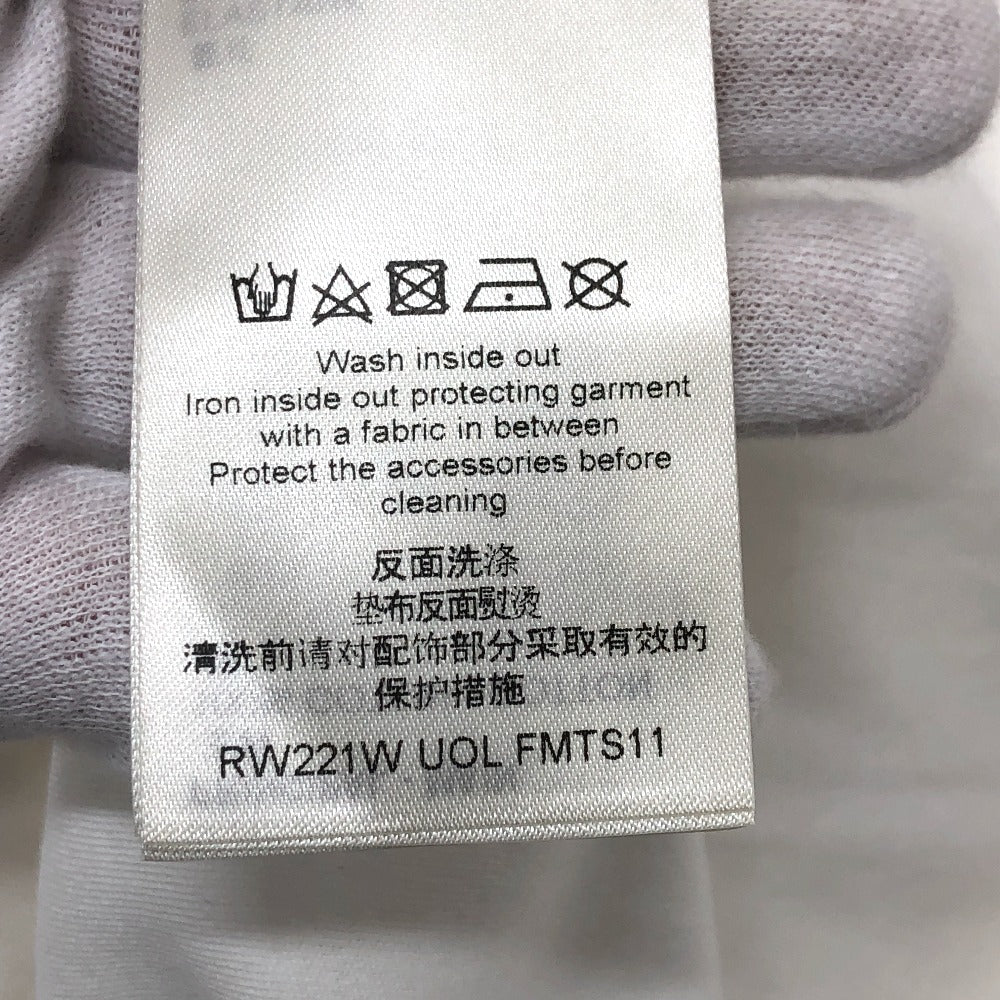 Wash inside out
Iron inside out protecting garment
with a fabric in between
Protect the accessories before
cleaning
反面洗涤
垫布反面熨烫
清洗前请对配饰部分采取有效的
保护措施
RW221W UOL FMTS11